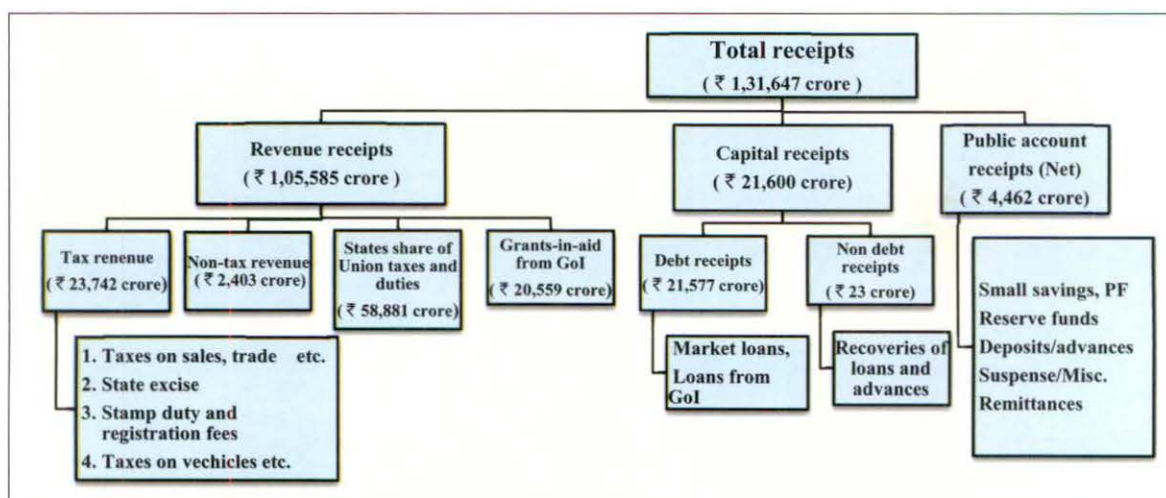 Total receipts
( ₹ 1,31,647 crore )
Revenue receipts
( ₹ 1,05,585 crore )
Capital receipts
( ₹ 21,600 crore)
Public account
receipts (Net)
( ₹ 4,462 crore)
Tax renenue
( ₹ 23,742 crore)
Non-tax revenue
( ₹ 2,403 crore)
States share of
Union taxes and
duties
( ₹ 58,881 crore)
Grants-in-aid
from GoI
( ₹ 20,559 crore)
Debt receipts
( ₹ 21,577 crore)
Non debt
receipts
( ₹ 23 crore)
1. Taxes on sales, trade etc.
2. State excise
3. Stamp duty and
registration fees
4. Taxes on vechicles etc.
Market loans,
Loans from
GoI
Recoveries of
loans and
advances
Small savings, PF
Reserve funds
Deposits/advances
Suspense/Misc.
Remittances